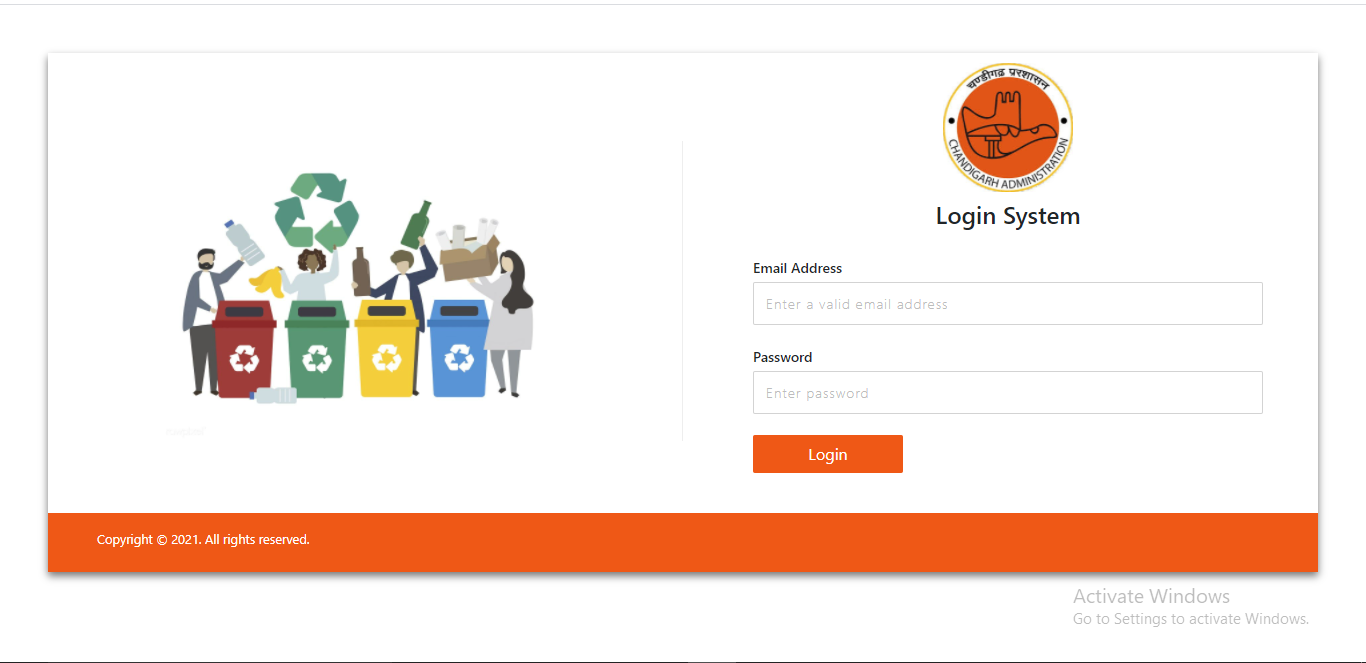 चण्डीगढ़ प्रशासन
CHANDIGARH ADMINISTRATION
Login System
Email Address
Enter a valid email address
Password
Enter password
Login
Copyright © 2021. All rights reserved.
Activate Windows
Go to Settings to activate Windows.